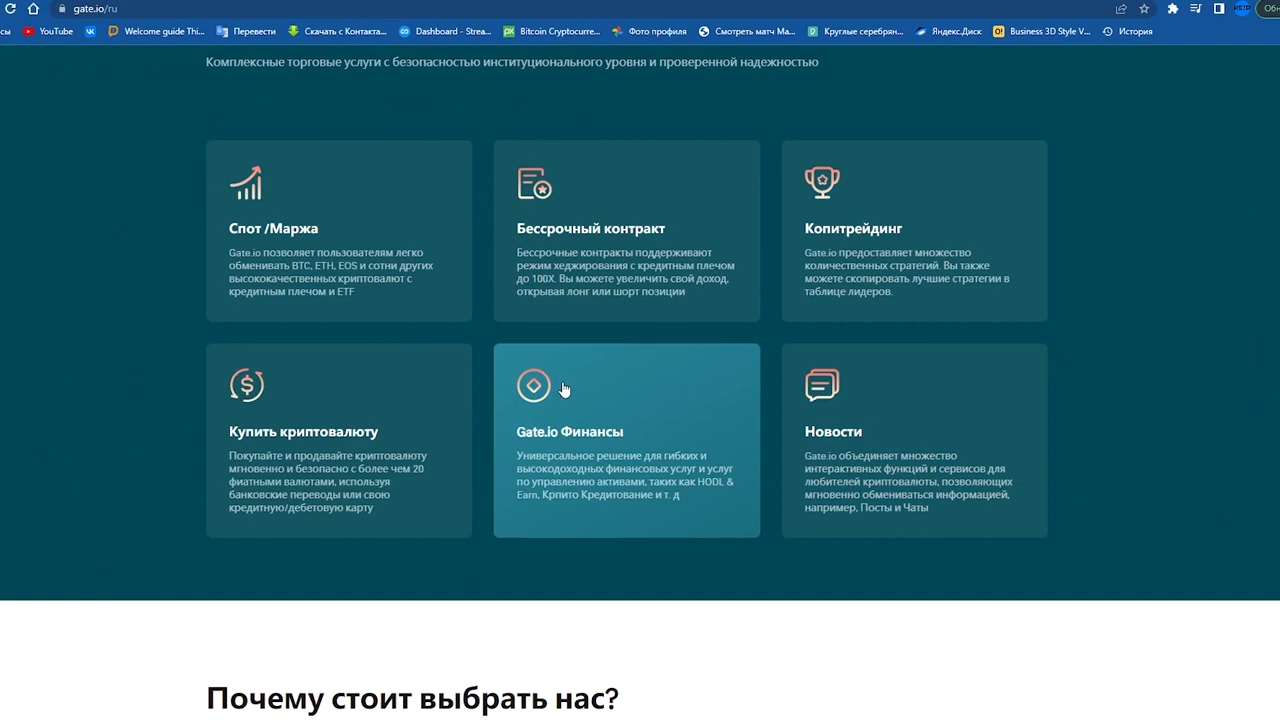 gate.io/ru
сы
YouTube
Welcome guide Thi...
Перевести
Скачать с Контакта...
Dashboard - Strea...
Bitcoin Cryptocurre...
Фото профиля
Смотреть матч Ma...
Круглые серебрян...
Яндекс.Диск
Business 3D Style V...
История
Комплексные торговые услуги с безопасностью институционального уровня и проверенной надежностью
Спот /Маржа
Gate.io позволяет пользователям легко
обменивать BTC, ETH, EOS и сотни других
высококачественных криптовалют с
кредитным плечом и ETF
Бессрочный контракт
Бессрочные контракты поддерживают
режим хеджирования с кредитным плечом
до 100X. Вы можете увеличить свой доход,
открывая лонг или шорт позиции
Копитрейдинг
Gate.io предоставляет множество
количественных стратегий. Вы также
можете скопировать лучшие стратегии в
таблице лидеров.
Купить криптовалюту
Покупайте и продавайте криптовалюту
мгновенно и безопасно с более чем 20
фиатными валютами, используя
банковские переводы или свою
кредитную/дебетовую карту
Gate.io Финансы
Универсальное решение для гибких и
высокодоходных финансовых услуг и услуг
по управлению активами, таких как HODL &
Earn, Крпито Кредитование и т. д
Новости
Gate.io объединяет множество
интерактивных функций и сервисов для
любителей криптовалюты, позволяющих
мгновенно обмениваться информацией,
например, Посты и Чаты
Почему стоит выбрать нас?